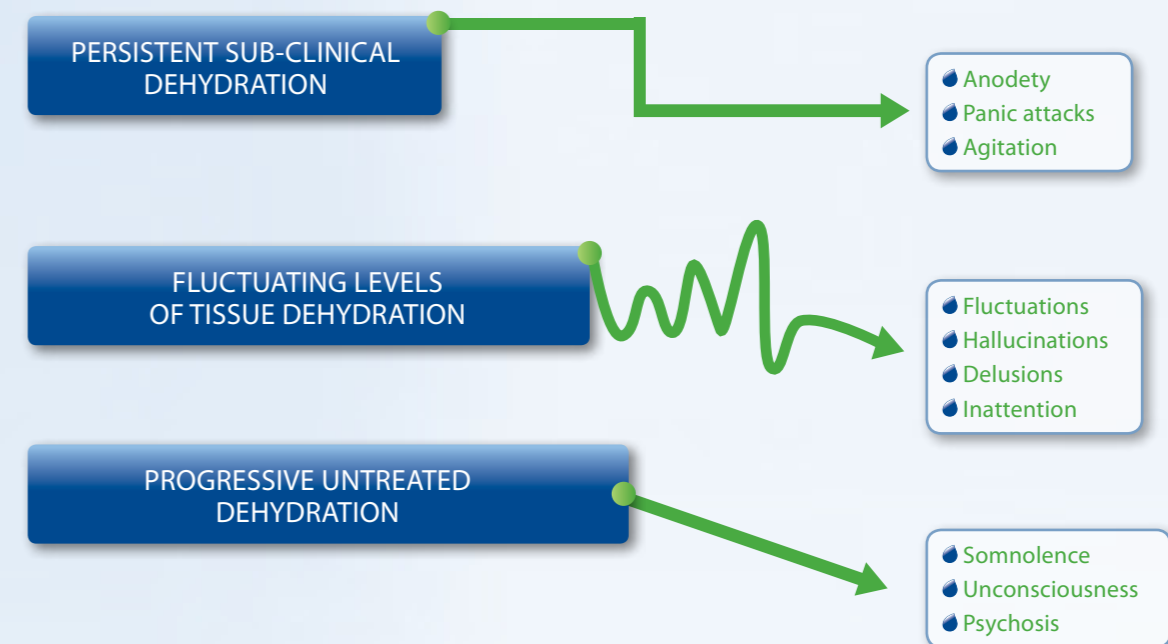 PERSISTENT SUB-CLINICAL
DEHYDRATION
Anodety
Panic attacks
Agitation
FLUCTUATING LEVELS
OF TISSUE DEHYDRATION
Fluctuations
Hallucinations
Delusions
Inattention
PROGRESSIVE UNTREATED
DEHYDRATION
Somnolence
Unconsciousness
Psychosis